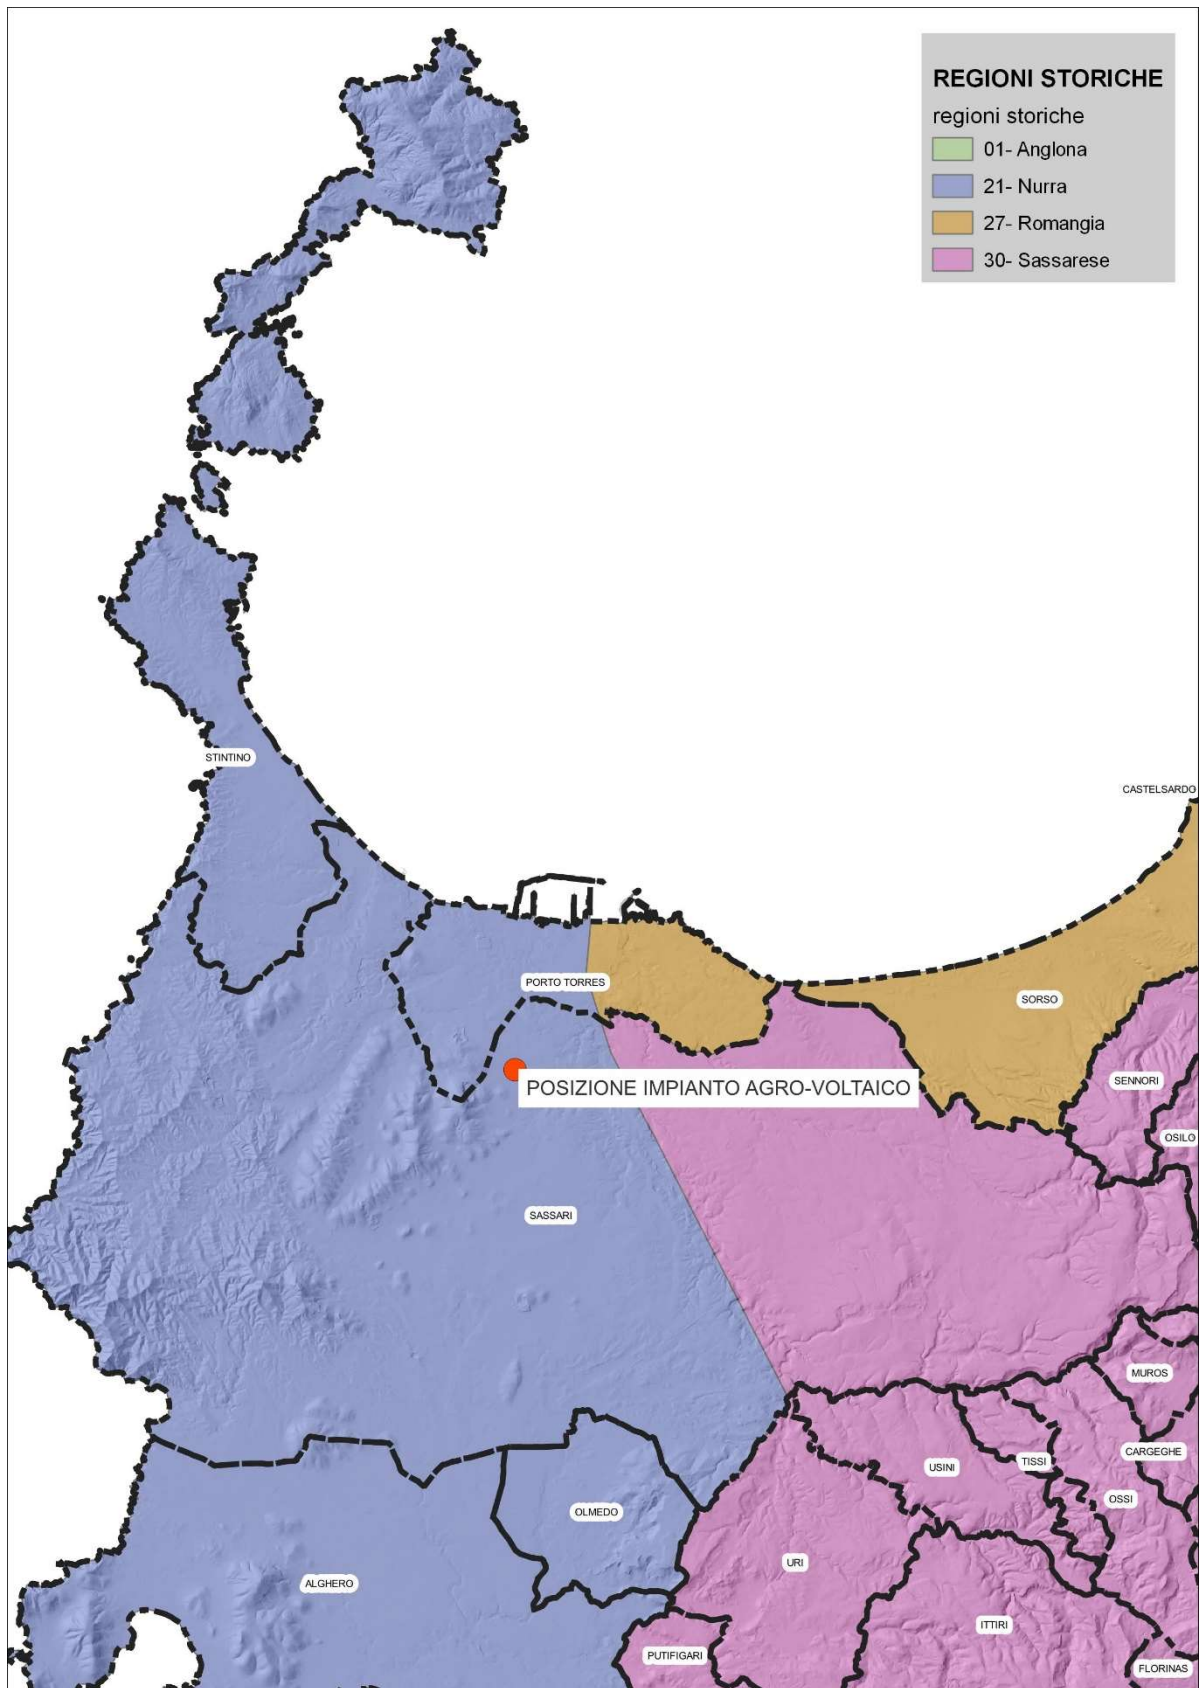 REGIONI STORICHE
regioni storiche
01- Anglona
21- Nurra
27- Romangia
30- Sassarese
STINTINO
CASTELSARDO
PORTO TORRES
SORSO
POSIZIONE IMPIANTO AGRO-VOLTAICO
SENNORI
OSILO
SASSARI
MUROS
CARGEGHE
USINI
TISSI
OSSI
OLMEDO
URI
ALGHERO
ITTIRI
PUTIFIGARI
FLORINAS